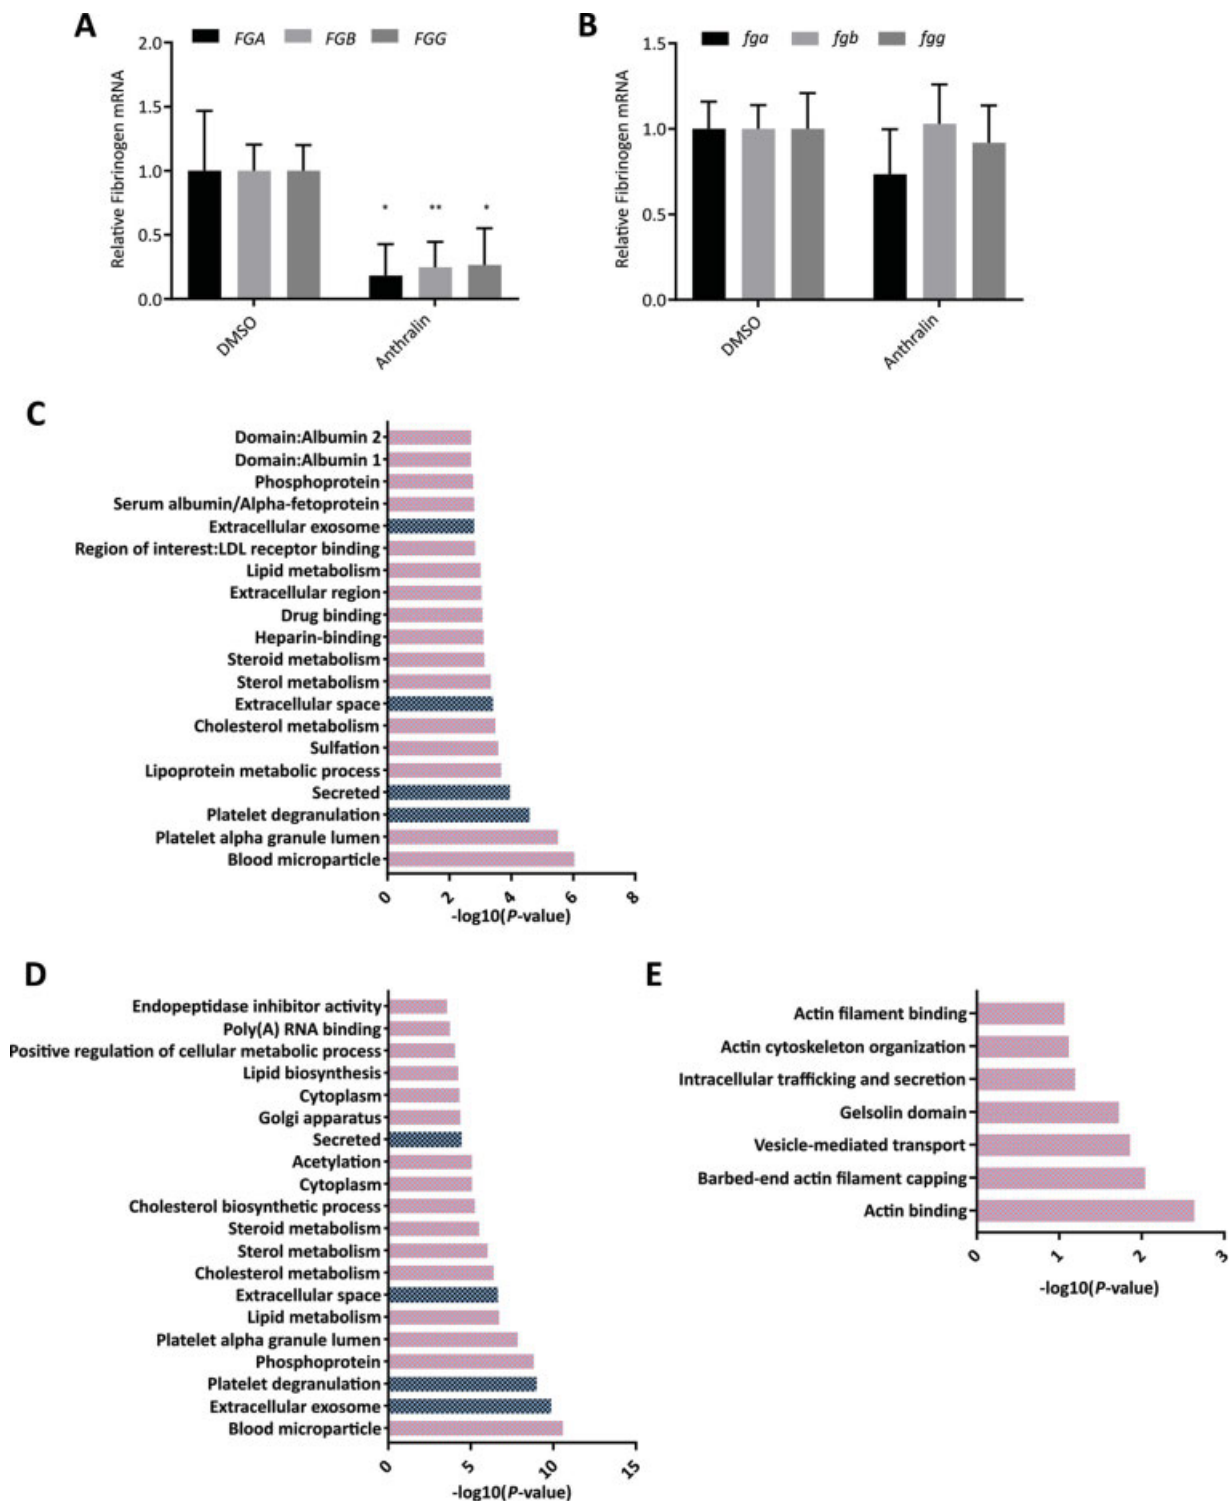 A
FGA FGB FGG
Relative Fibrinogen mRNA
2.0
1.5
1.0
0.5
0.0
* ** *
DMSO Anthralin
B
fga fgb fgg
Relative Fibrinogen mRNA
1.5
1.0
0.5
0.0
DMSO Anthralin
C
Domain:Albumin 2
Domain:Albumin 1
Phosphoprotein
Serum albumin/Alpha-fetoprotein
Extracellular exosome
Region of interest:LDL receptor binding
Lipid metabolism
Extracellular region
Drug binding
Heparin-binding
Steroid metabolism
Sterol metabolism
Extracellular space
Cholesterol metabolism
Sulfation
Lipoprotein metabolic process
Secreted
Platelet degranulation
Platelet alpha granule lumen
Blood microparticle
0 2 4 6 8
-log10(P-value)
D
Endopeptidase inhibitor activity
Poly(A) RNA binding
Positive regulation of cellular metabolic process
Lipid biosynthesis
Cytoplasm
Golgi apparatus
Secreted
Acetylation
Cytoplasm
Cholesterol biosynthetic process
Steroid metabolism
Sterol metabolism
Cholesterol metabolism
Extracellular space
Lipid metabolism
Platelet alpha granule lumen
Phosphoprotein
Platelet degranulation
Extracellular exosome
Blood microparticle
0 5 10 15
-log10(P-value)
E
Actin filament binding
Actin cytoskeleton organization
Intracellular trafficking and secretion
Gelsolin domain
Vesicle-mediated transport
Barbed-end actin filament capping
Actin binding
0 1 2 3
-log10(P-value)